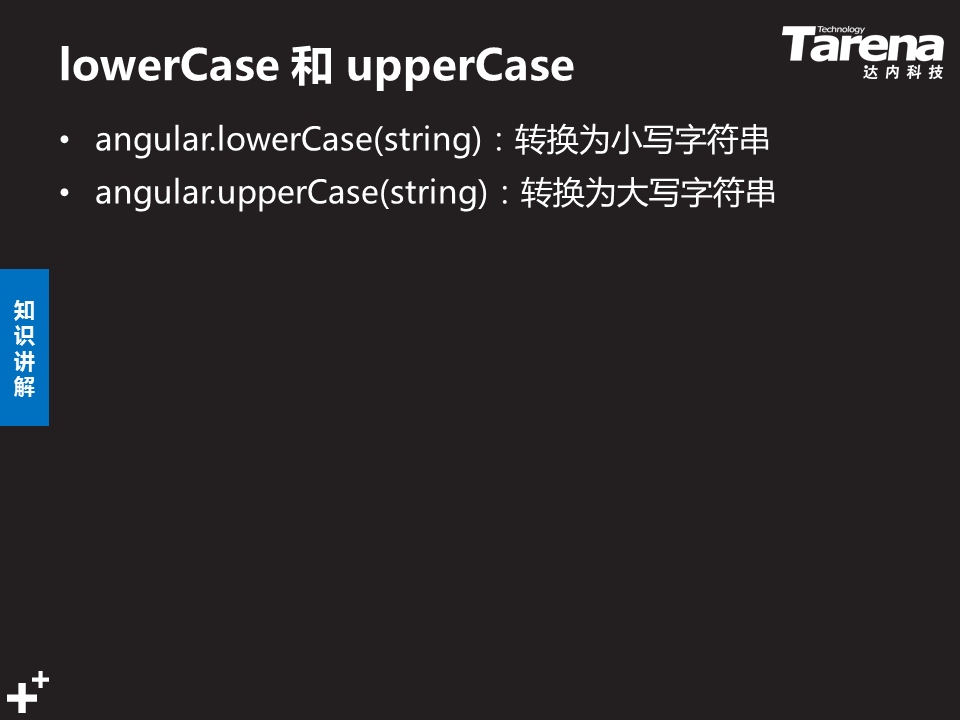 lowerCase 和 upperCase
Technology
Tarena
达内科技
• angular.lowerCase(string)：转换为小写字符串
• angular.upperCase(string)：转换为大写字符串
知
识
讲
解